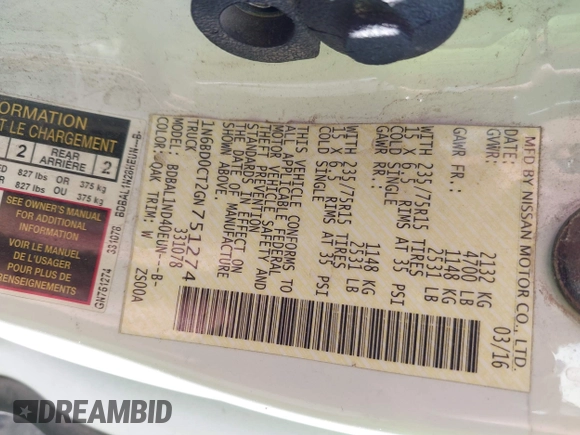 MFD BY NISSAN MOTOR CO., LTD.
DATE: 03/16
GVWR: 2132 KG
4700 LB
GAWR FR.: 1148 KG
2531 LB
WITH 235/75R15 TIRES
15 X 6.5 RIMS AT 35 PSI
COLD SINGLE
GAWR RR.: 1148 KG
2531 LB
WITH 235/75R15 TIRES
15 X 6.5 RIMS AT 35 PSI
COLD SINGLE
THIS VEHICLE CONFORMS TO
ALL APPLICABLE FEDERAL
MOTOR VEHICLE SAFETY AND
THEFT PREVENTION
STANDARDS IN EFFECT ON
THE DATE OF MANUFACTURE
SHOWN ABOVE.
1N6BD0CT2GN751274
TRUCK 331078
MODEL:
COLOR: QAK TRIM: W Z500A
FORMATION
T LE CHARGEMENT
2 REAR ARRIÈRE 2
827 lbs OR 375 kg
827 lbs OU 375 kg
SEE OWNER'S MANUAL
FOR ADDITIONAL
INFORMATION
VOIR LE MANUEL
DE L'USAGER
POUR PLUS DE
RENSEIGNEMENTS
331078
DREAMBID